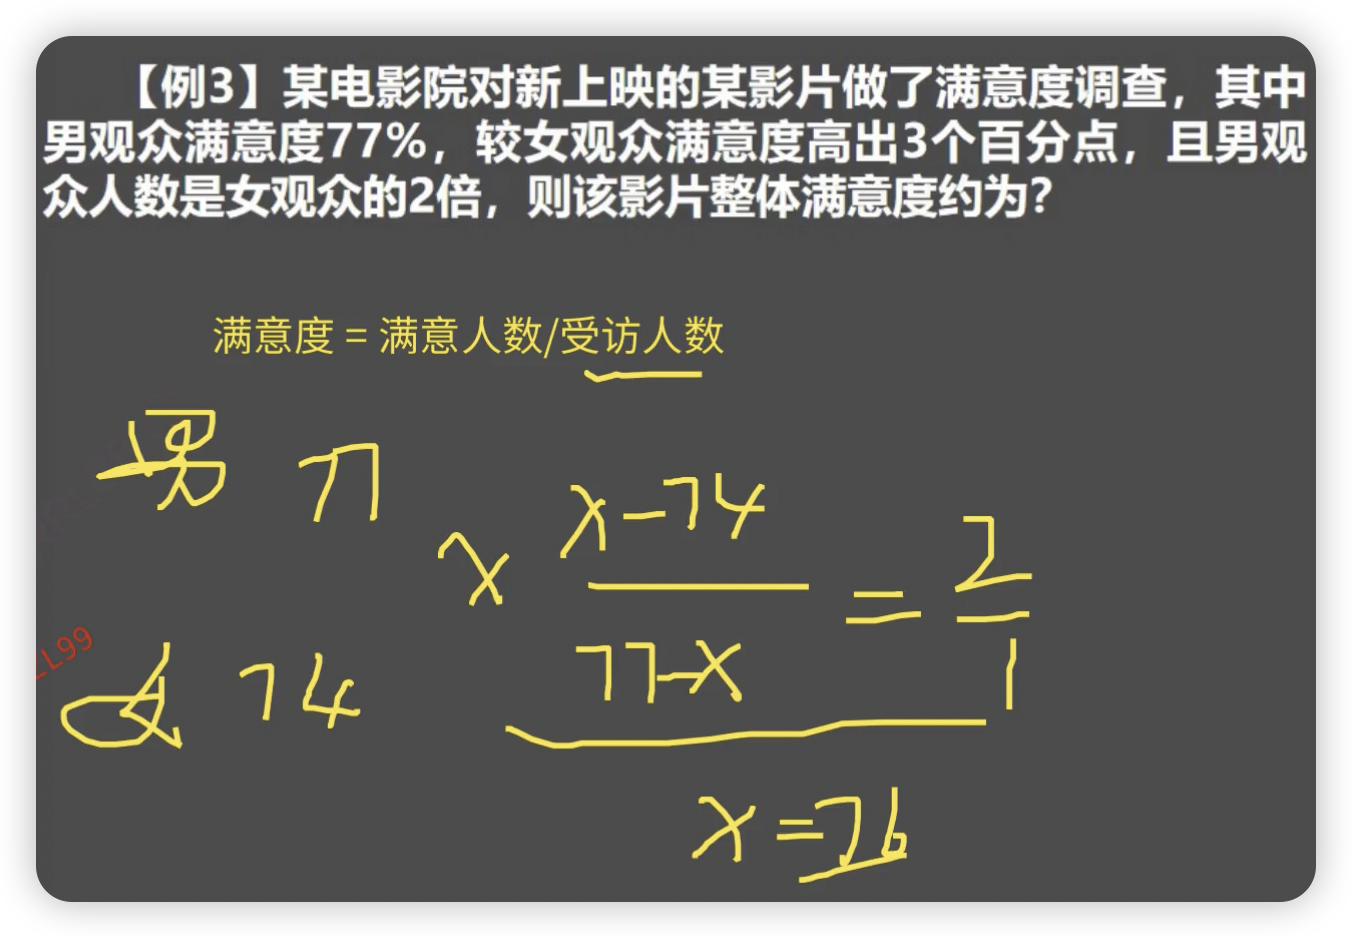 【例3】某电影院对新上映的某影片做了满意度调查，其中
男观众满意度77%，较女观众满意度高出3个百分点，且男观
众人数是女观众的2倍，则该影片整体满意度约为？
满意度 = 满意人数/受访人数
男 77
x
x-74
77-x
=
2
1
女 74
x=76
LL99